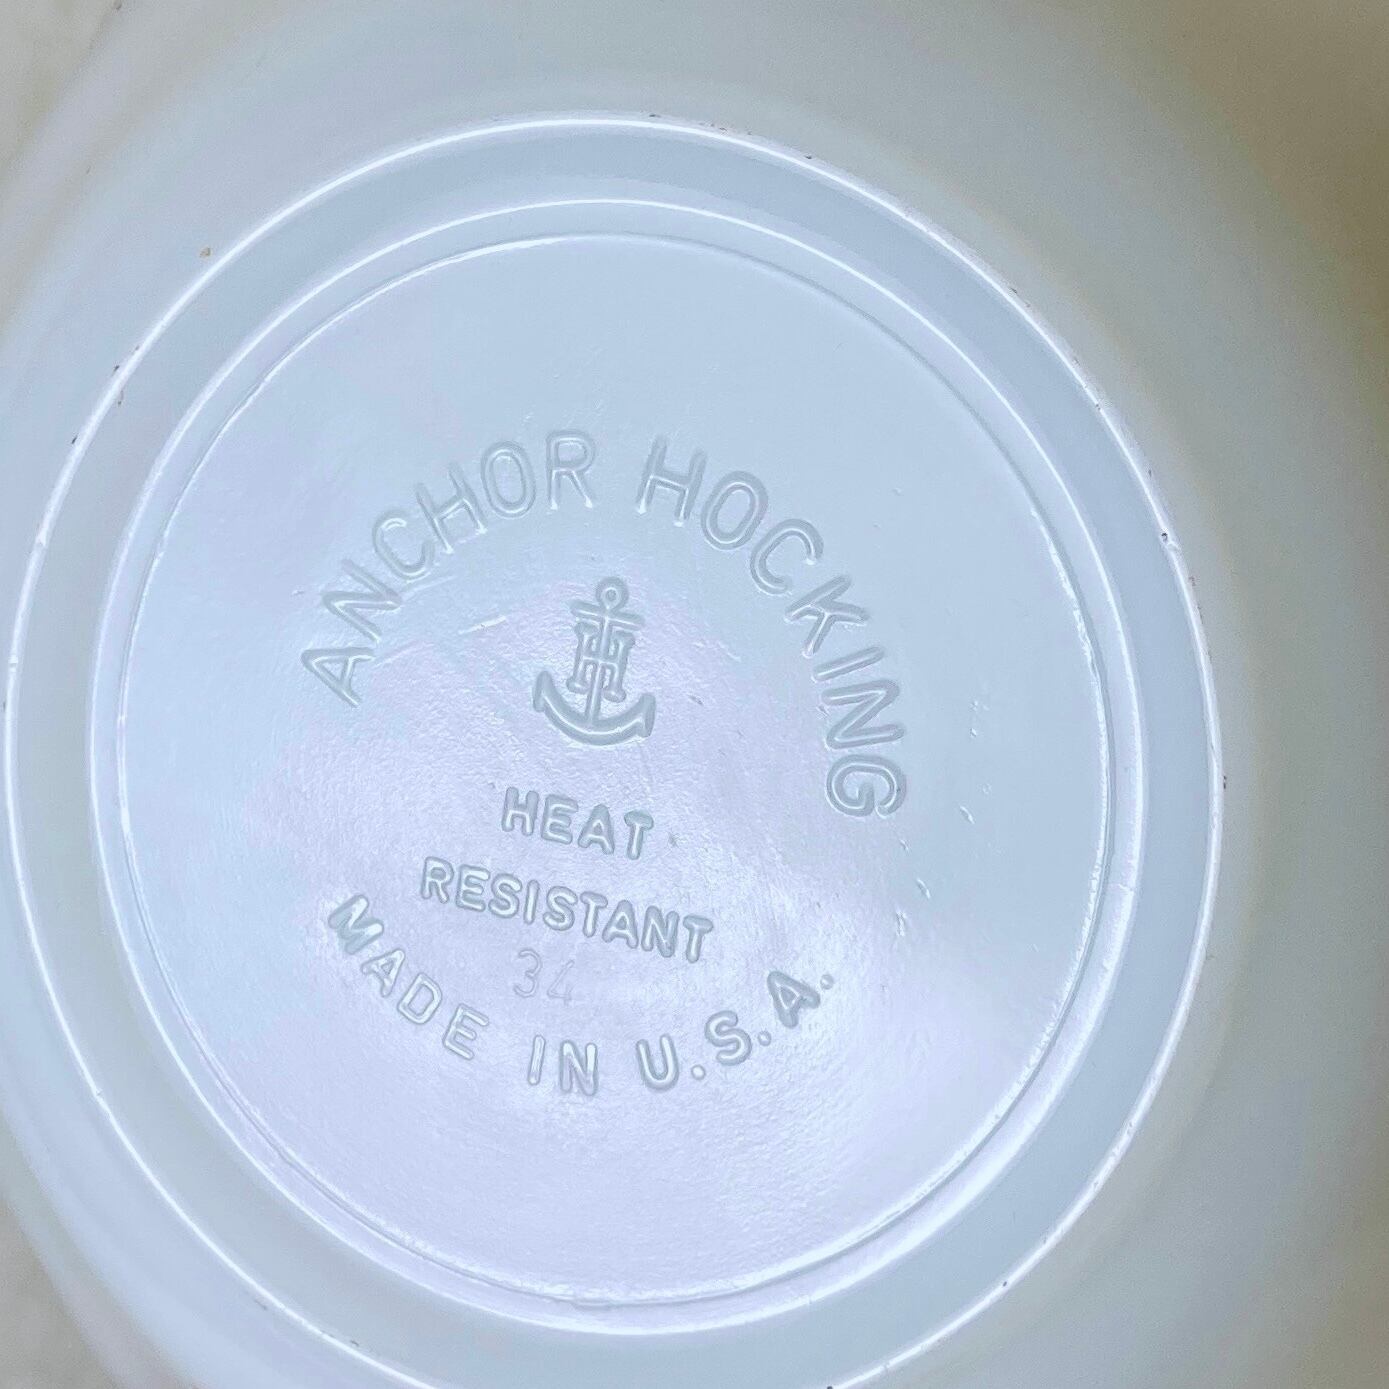 ANCHOR HOCKING
H
HEAT
RESISTANT
34
MADE IN U.S.A.